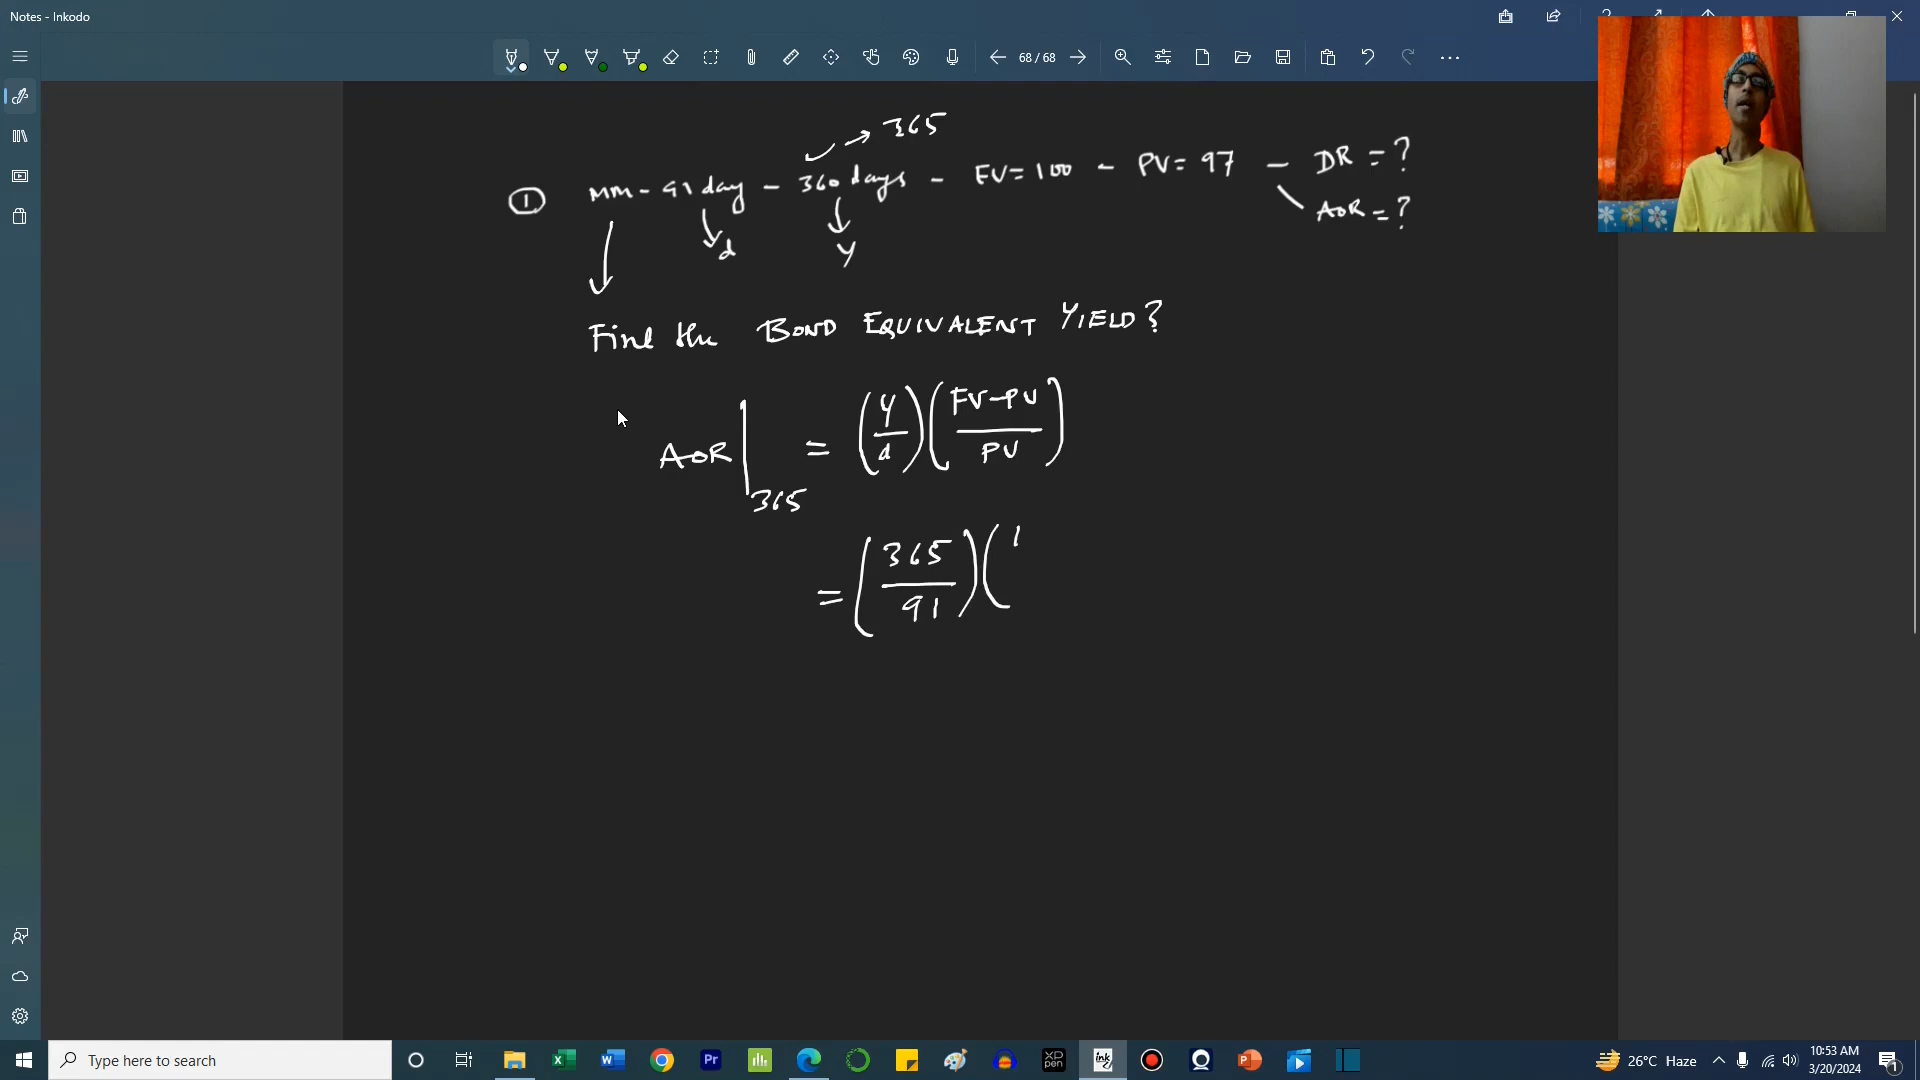 Notes - Inkodo
68 / 68
→ 365
① MM - 91 day - 360 days - FV = 100 - PV = 97 - DR = ?
AOR = ?
d
Y
Find the BOND EQUIVALENT YIELD?
AOR | 365 = (Y/d) (FV-PV/PV)
= (365/91) (1
Type here to search
26°C Haze
10:53 AM
3/20/2024